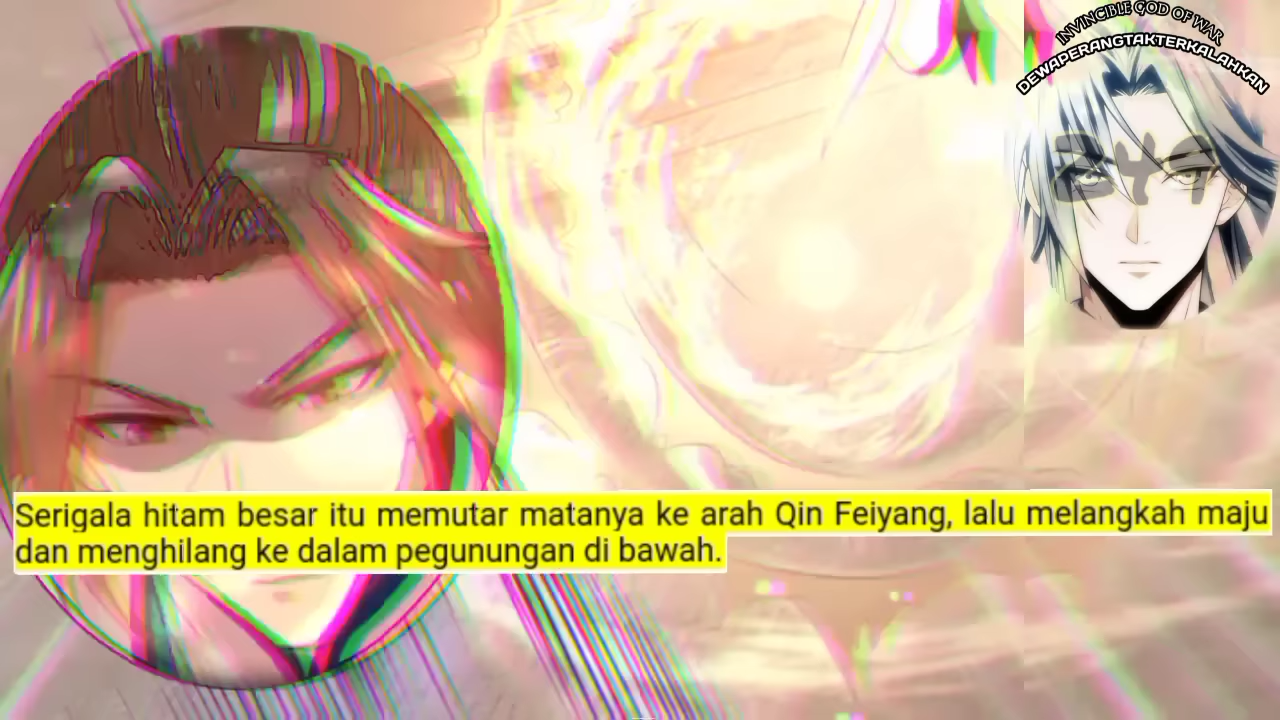 INVINCIBLE GOD OF WAR
DEWAPERANGTAKTERKALAHKAN
Serigala hitam besar itu memutar matanya ke arah Qin Feiyang, lalu melangkah maju
dan menghilang ke dalam pegunungan di bawah.